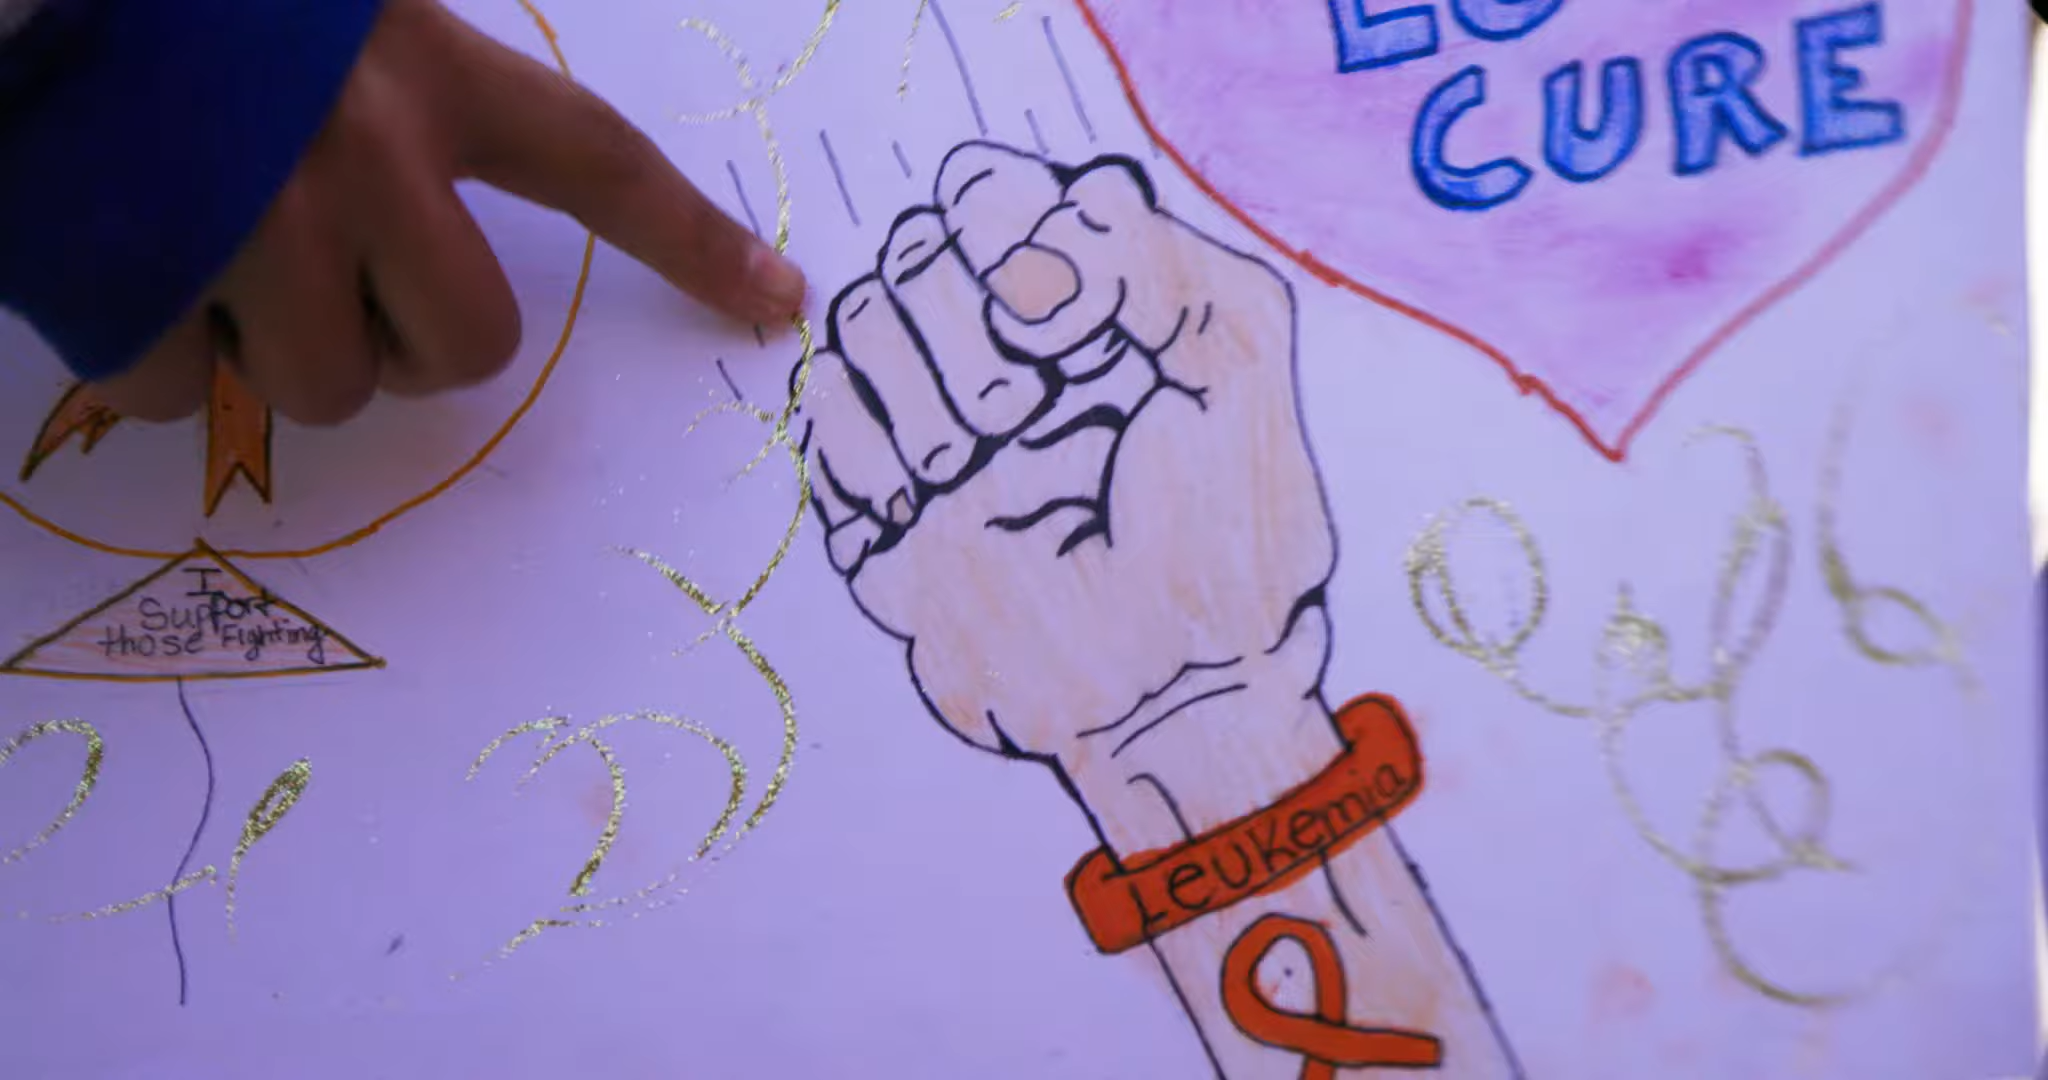 CURE
I
Support
those Fighting
Leukemia